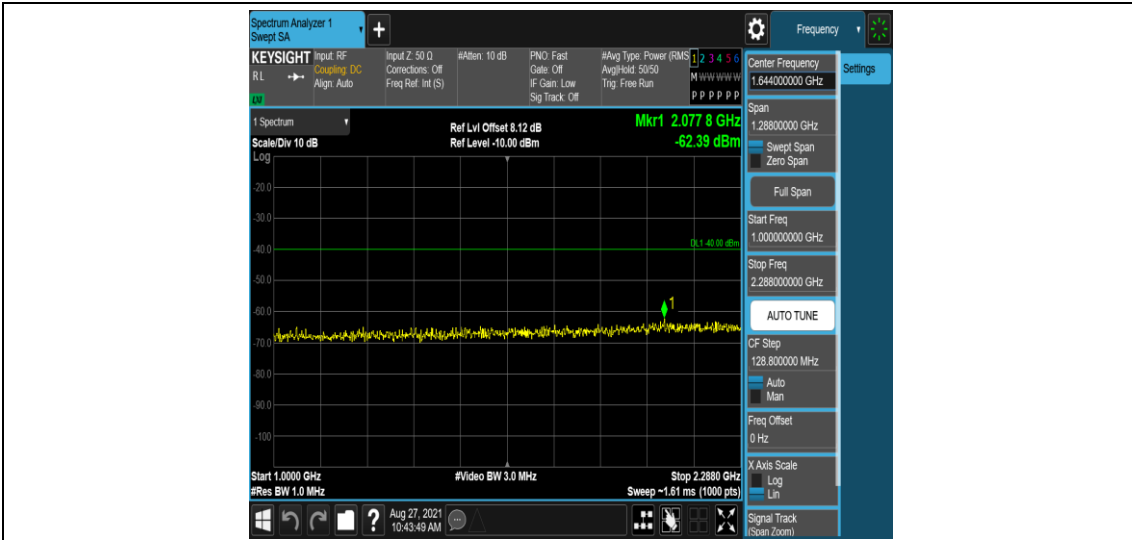 Spectrum Analyzer 1
Swept SA
+
Frequency
KEYSIGHT
RL
LXI
Input: RF
Coupling: DC
Align: Auto
Input Z: 50 Ω
Corrections: Off
Freq Ref: Int (S)
#Atten: 10 dB
PNO: Fast
Gate: Off
IF Gain: Low
Sig Track: Off
#Avg Type: Power (RMS
Avg|Hold: 50/50
Trig: Free Run
1 2 3 4 5 6
M W W W W W
P P P P P P
1 Spectrum
Scale/Div 10 dB
Log
Ref Lvl Offset 8.12 dB
Ref Level -10.00 dBm
Mkr1 2.077 8 GHz
-62.39 dBm
-20.0
-30.0
-40.0
DL1 -40.00 dBm
-50.0
-60.0
1
-70.0
-80.0
-90.0
-100
Start 1.0000 GHz
#Video BW 3.0 MHz
Stop 2.2880 GHz
#Res BW 1.0 MHz
Sweep ~1.61 ms (1000 pts)
?
Aug 27, 2021
10:43:49 AM
Center Frequency
1.644000000 GHz
Settings
Span
1.28800000 GHz
Swept Span
Zero Span
Full Span
Start Freq
1.000000000 GHz
Stop Freq
2.288000000 GHz
AUTO TUNE
CF Step
128.800000 MHz
Auto
Man
Freq Offset
0 Hz
X Axis Scale
Log
Lin
Signal Track
(Span Zoom)